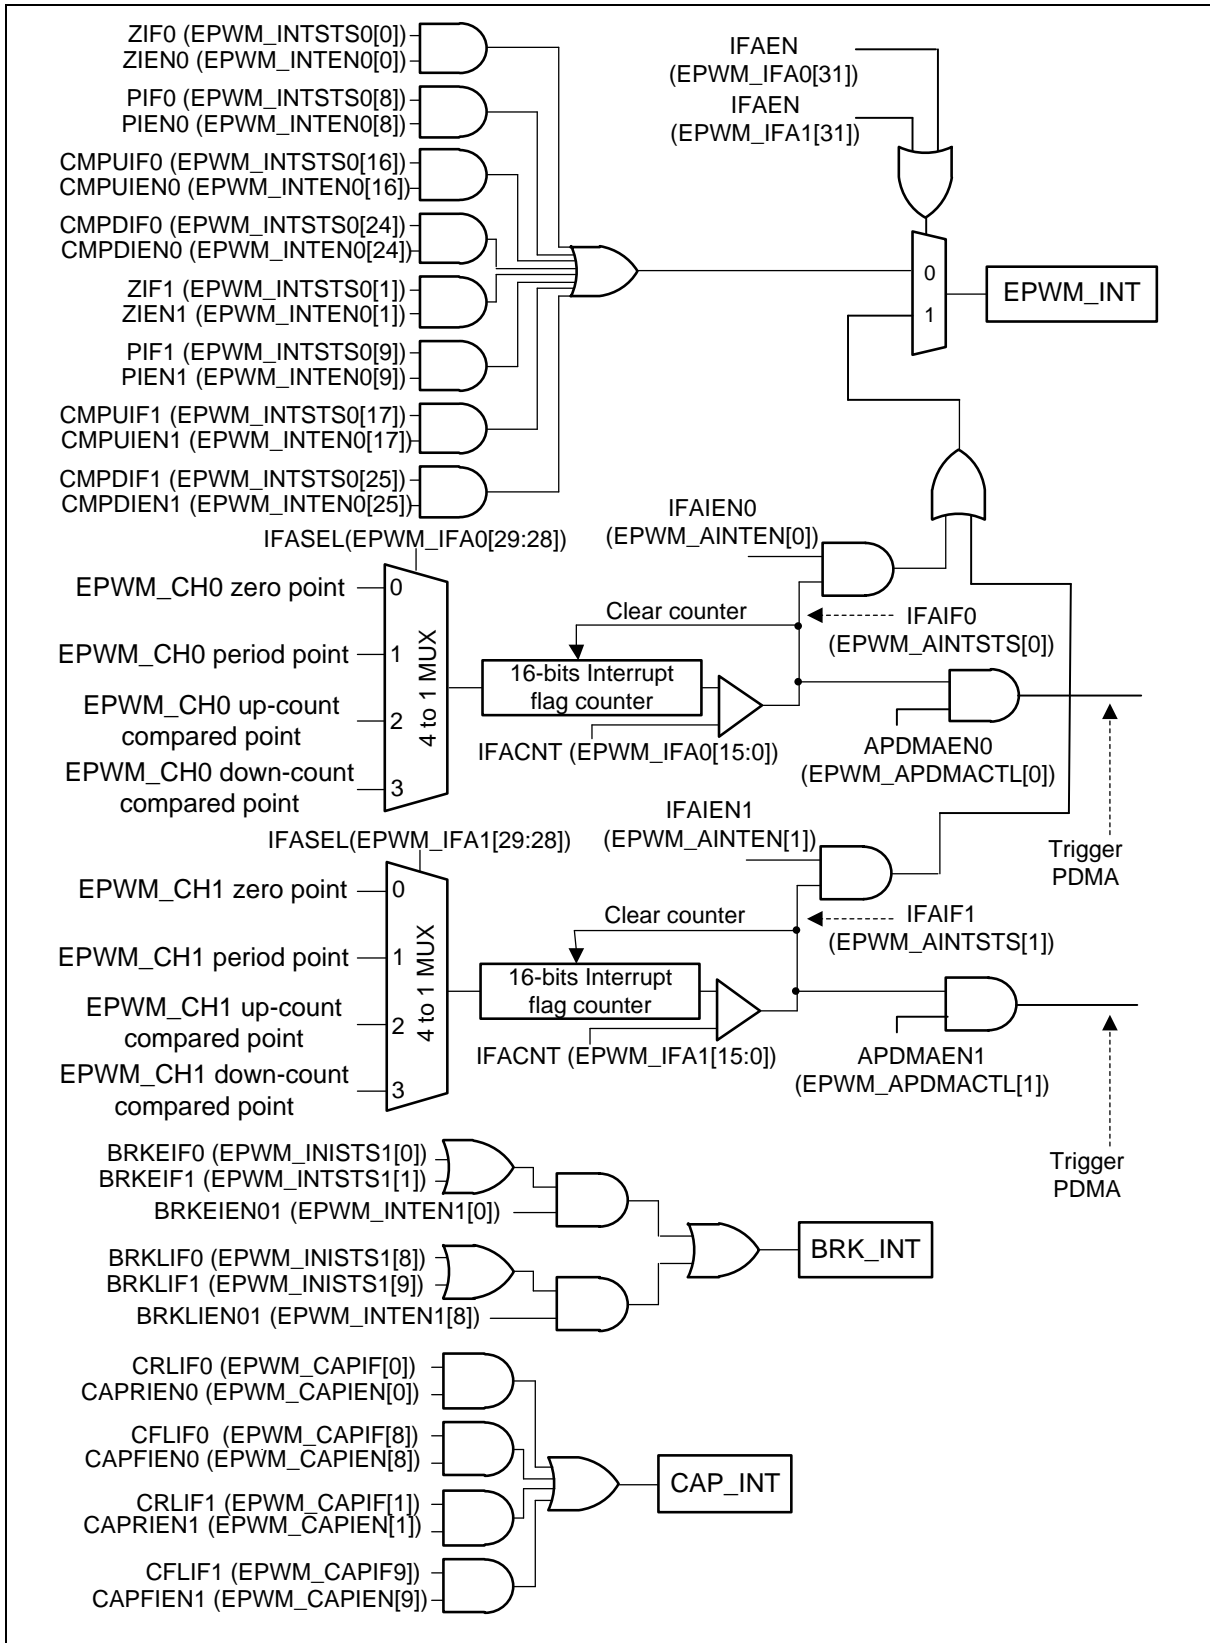 ZIF0 (EPWM_INTSTS0[0])
ZIEN0 (EPWM_INTEN0[0])
PIF0 (EPWM_INTSTS0[8])
PIEN0 (EPWM_INTEN0[8])
CMPUIF0 (EPWM_INTSTS0[16])
CMPUIEN0 (EPWM_INTEN0[16])
CMPDIF0 (EPWM_INTSTS0[24])
CMPDIEN0 (EPWM_INTEN0[24])
ZIF1 (EPWM_INTSTS0[1])
ZIEN1 (EPWM_INTEN0[1])
PIF1 (EPWM_INTSTS0[9])
PIEN1 (EPWM_INTEN0[9])
CMPUIF1 (EPWM_INTSTS0[17])
CMPUIEN1 (EPWM_INTEN0[17])
CMPDIF1 (EPWM_INTSTS0[25])
CMPDIEN1 (EPWM_INTEN0[25])
IFAEN
(EPWM_IFA0[31])
IFAEN
(EPWM_IFA1[31])
0
1
EPWM_INT
IFASEL(EPWM_IFA0[29:28])
EPWM_CH0 zero point
EPWM_CH0 period point
EPWM_CH0 up-count
compared point
EPWM_CH0 down-count
compared point
0
1
2
3
4 to 1 MUX
Clear counter
16-bits Interrupt
flag counter
IFACNT (EPWM_IFA0[15:0])
IFAIEN0
(EPWM_AINTEN[0])
IFAIF0
(EPWM_AINTSTS[0])
APDMAEN0
(EPWM_APDMACTL[0])
Trigger
PDMA
IFASEL(EPWM_IFA1[29:28])
EPWM_CH1 zero point
EPWM_CH1 period point
EPWM_CH1 up-count
compared point
EPWM_CH1 down-count
compared point
0
1
2
3
4 to 1 MUX
Clear counter
16-bits Interrupt
flag counter
IFACNT (EPWM_IFA1[15:0])
IFAIEN1
(EPWM_AINTEN[1])
IFAIF1
(EPWM_AINTSTS[1])
APDMAEN1
(EPWM_APDMACTL[1])
Trigger
PDMA
BRKEIF0 (EPWM_INISTS1[0])
BRKEIF1 (EPWM_INTSTS1[1])
BRKEIEN01 (EPWM_INTEN1[0])
BRKLIF0 (EPWM_INISTS1[8])
BRKLIF1 (EPWM_INISTS1[9])
BRKLIEN01 (EPWM_INTEN1[8])
BRK_INT
CRLIF0 (EPWM_CAPIF[0])
CAPRIEN0 (EPWM_CAPIEN[0])
CFLIF0 (EPWM_CAPIF[8])
CAPFIEN0 (EPWM_CAPIEN[8])
CRLIF1 (EPWM_CAPIF[1])
CAPRIEN1 (EPWM_CAPIEN[1])
CFLIF1 (EPWM_CAPIF9])
CAPFIEN1 (EPWM_CAPIEN[9])
CAP_INT